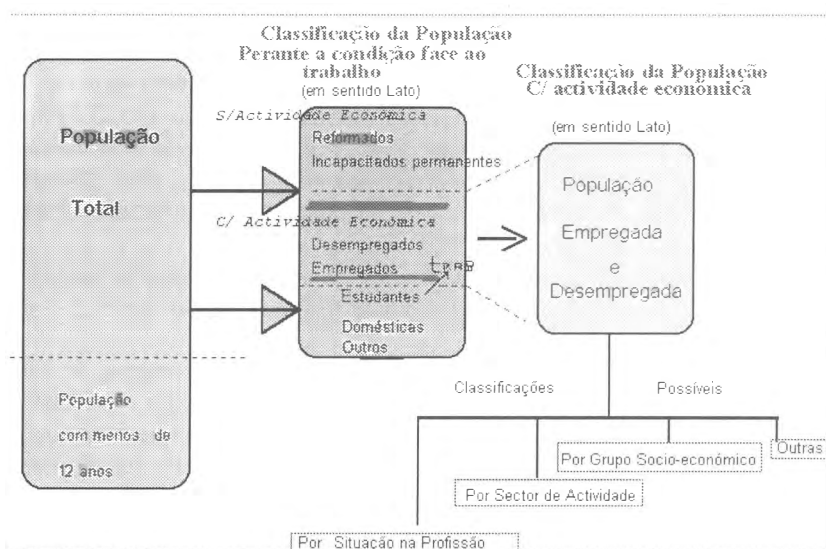 Classificação da População
Perante a condição face ao
trabalho
(em sentido Lato)
Classificação da População
C/ actividade económica
(em sentido Lato)
População
Total
População
com menos de
12 anos
S/Actividade Económica
Reformados
Incapacitados permanentes
C/ Actividade Económica
Desempregados
Empregados
Estudantes
Domésticas
Outros
População
Empregada
e
Desempregada
Classificações Possíveis
Outras
Por Grupo Socio-económico
Por Sector de Actividade
Por Situação na Profissão